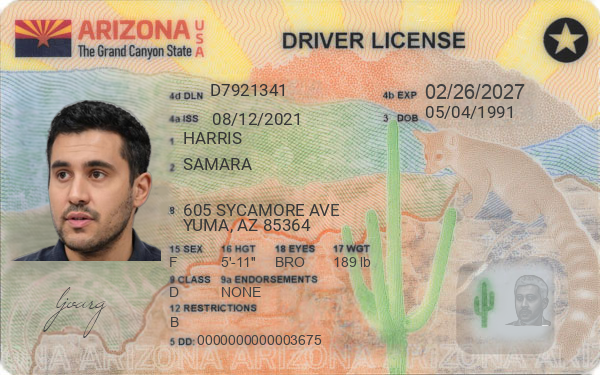 ARIZONA USA
The Grand Canyon State
DRIVER LICENSE
4d DLN D7921341
4b EXP 02/26/2027
4a ISS 08/12/2021
3 DOB 05/04/1991
1 HARRIS
2 SAMARA
8 605 SYCAMORE AVE
YUMA, AZ 85364
15 SEX 16 HGT 18 EYES 17 WGT
F 5'-11" BRO 189 lb
9 CLASS 9a ENDORSEMENTS
D NONE
12 RESTRICTIONS
B
5 DD: 0000000000003675
ARIZONA ARIZONA ARIZONA ARIZONA